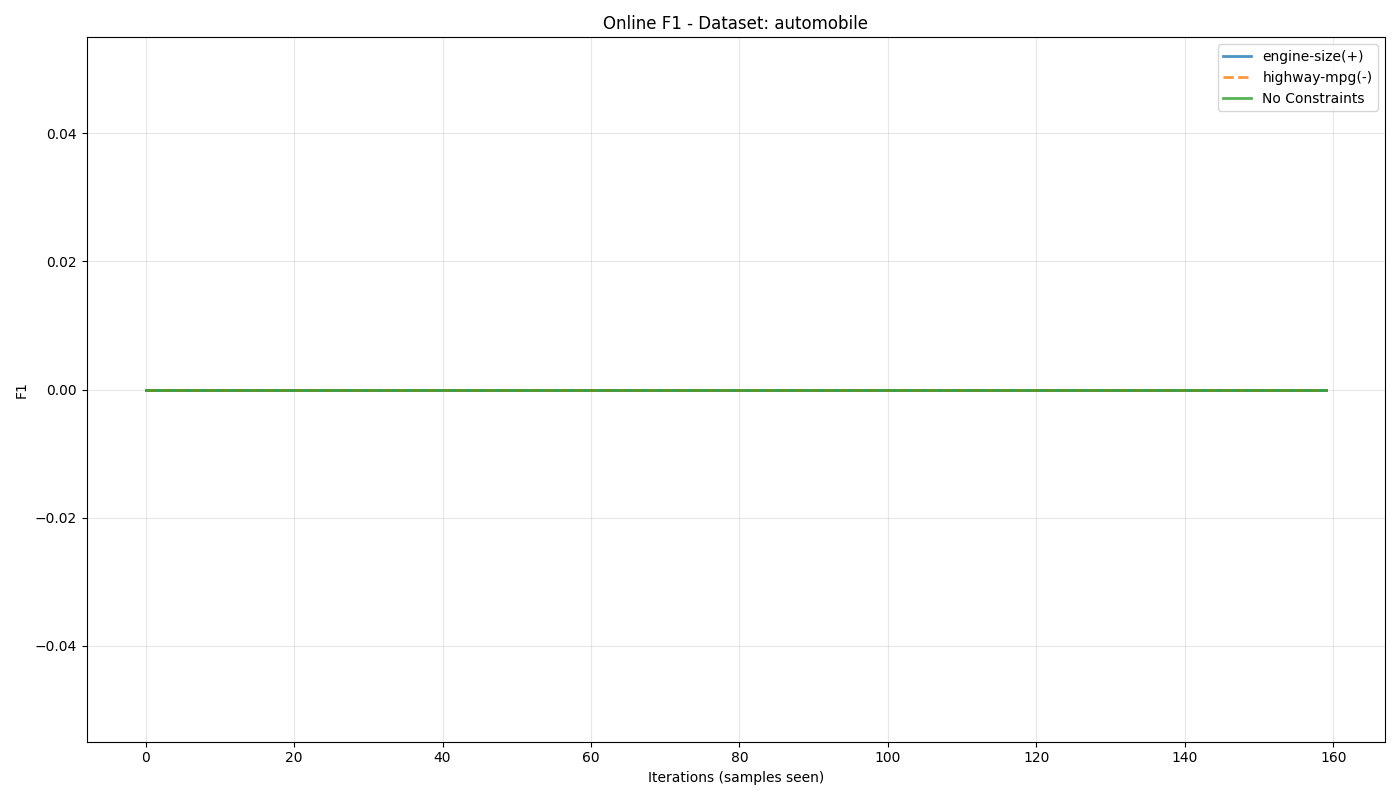 Online F1 - Dataset: automobile
engine-size(+)
highway-mpg(-)
No Constraints
0.04
0.02
0.00
−0.02
−0.04
F1
0 20 40 60 80 100 120 140 160
Iterations (samples seen)